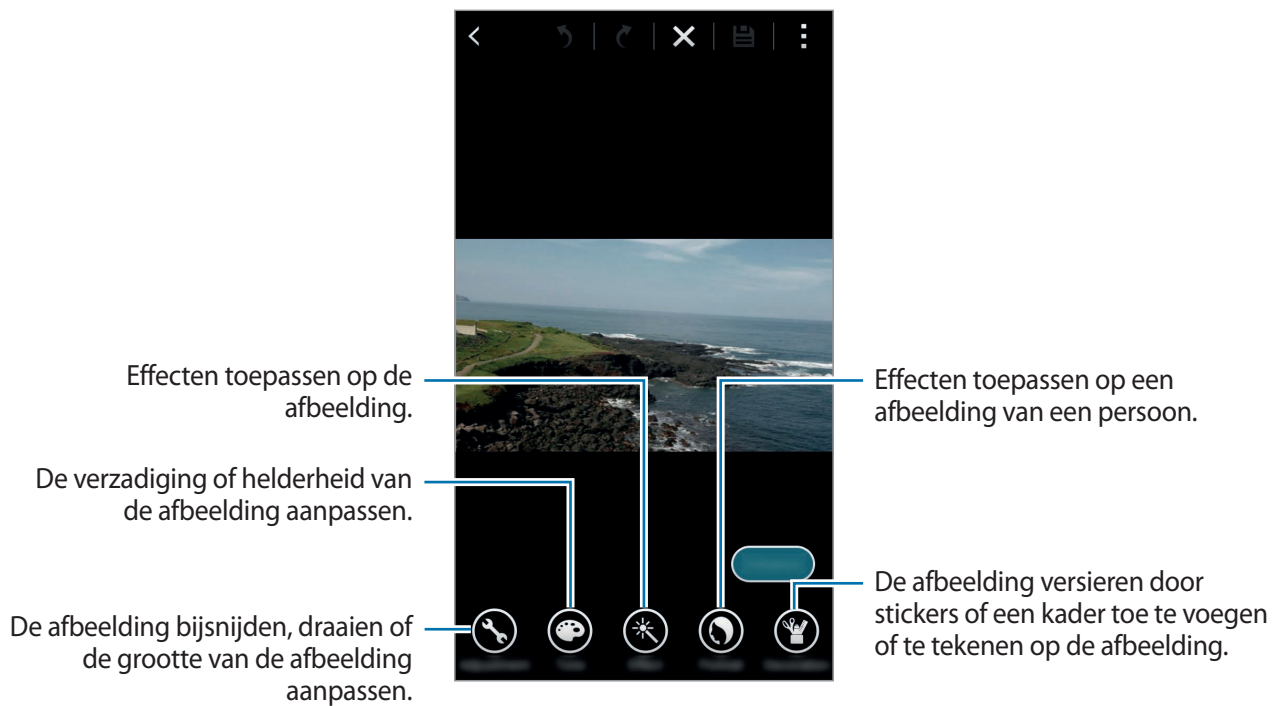 Effecten toepassen op de
afbeelding.
De verzadiging of helderheid van
de afbeelding aanpassen.
De afbeelding bijsnijden, draaien of
de grootte van de afbeelding
aanpassen.
Effecten toepassen op een
afbeelding van een persoon.
De afbeelding versieren door
stickers of een kader toe te voegen
of te tekenen op de afbeelding.